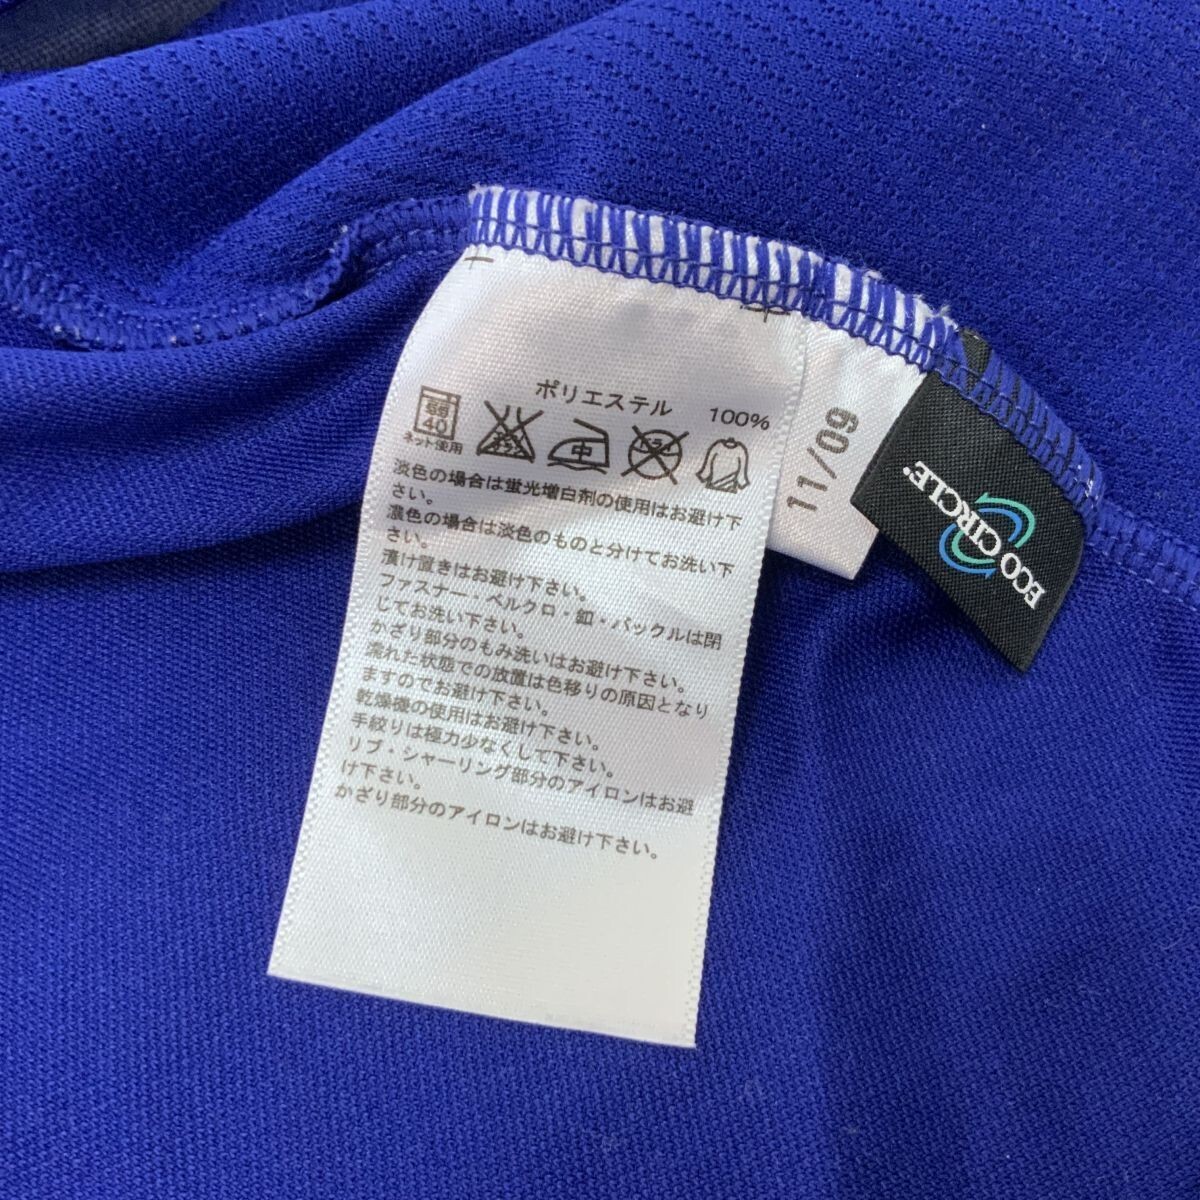 ポリエステル 100%
40
ネット使用
中
淡色の場合は蛍光増白剤の使用はお避け下
さい。
濃色の場合は淡色のものと分けてお洗い下
さい。
漬け置きはお避け下さい。
ファスナー・ベルクロ・釦・バックルは閉
じてお洗い下さい。
かざり部分のもみ洗いはお避け下さい。
濡れた状態での放置は色移りの原因となり
ますのでお避け下さい。
乾燥機の使用はお避け下さい。
手絞りは極力少なくして下さい。
リブ・シャーリング部分のアイロンはお避
け下さい。
かざり部分のアイロンはお避け下さい。
11/09
ECO CIRCLE®